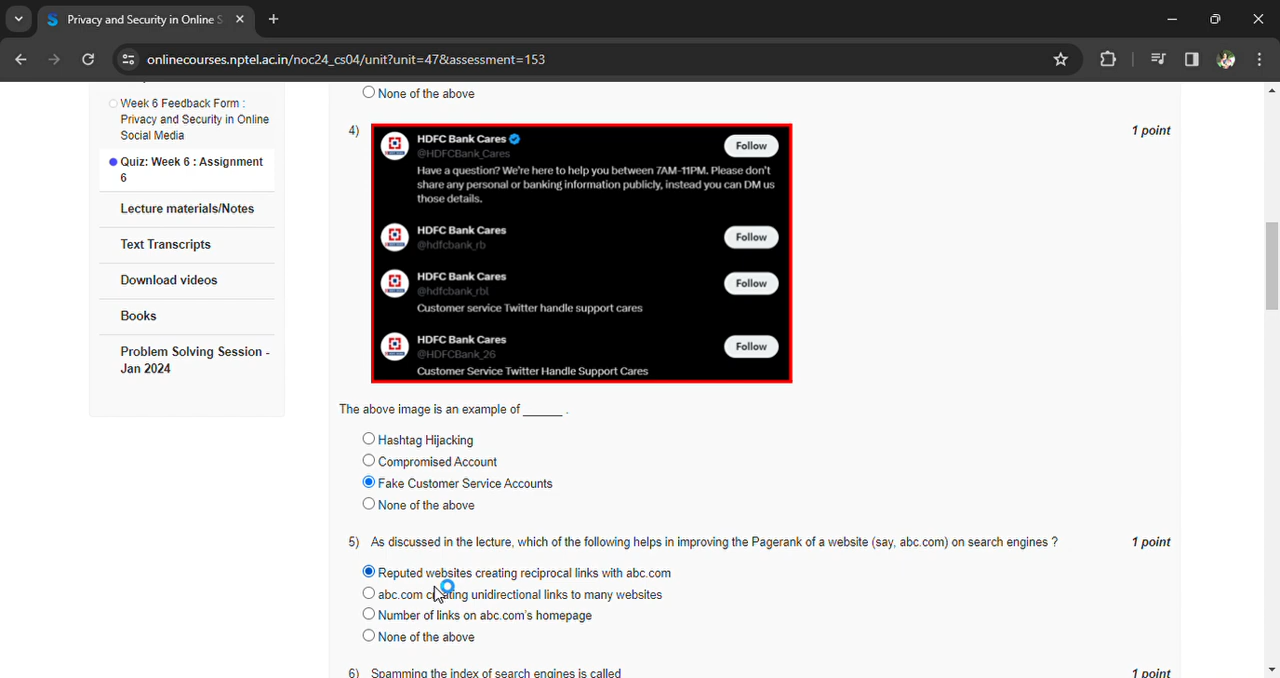 Privacy and Security in Online S
onlinecourses.nptel.ac.in/noc24_cs04/unit?unit=47&assessment=153
Week 6 Feedback Form :
Privacy and Security in Online
Social Media
Quiz: Week 6 : Assignment
6
Lecture materials/Notes
Text Transcripts
Download videos
Books
Problem Solving Session -
Jan 2024
None of the above
4)
1 point
HDFC Bank Cares
@HDFCBank_Cares
Follow
Have a question? We're here to help you between 7AM-11PM. Please don't
share any personal or banking information publicly, instead you can DM us
those details.
HDFC Bank Cares
@hdfcbank_rb
Follow
HDFC Bank Cares
@hdfcbank_rbl
Follow
Customer service Twitter handle support cares
HDFC Bank Cares
@HDFCBank_26
Follow
Customer Service Twitter Handle Support Cares
The above image is an example of ______ .
Hashtag Hijacking
Compromised Account
Fake Customer Service Accounts
None of the above
5) As discussed in the lecture, which of the following helps in improving the Pagerank of a website (say, abc.com) on search engines ?
1 point
Reputed websites creating reciprocal links with abc.com
abc.com creating unidirectional links to many websites
Number of links on abc.com's homepage
None of the above
6) Spamming the index of search engines is called
1 point